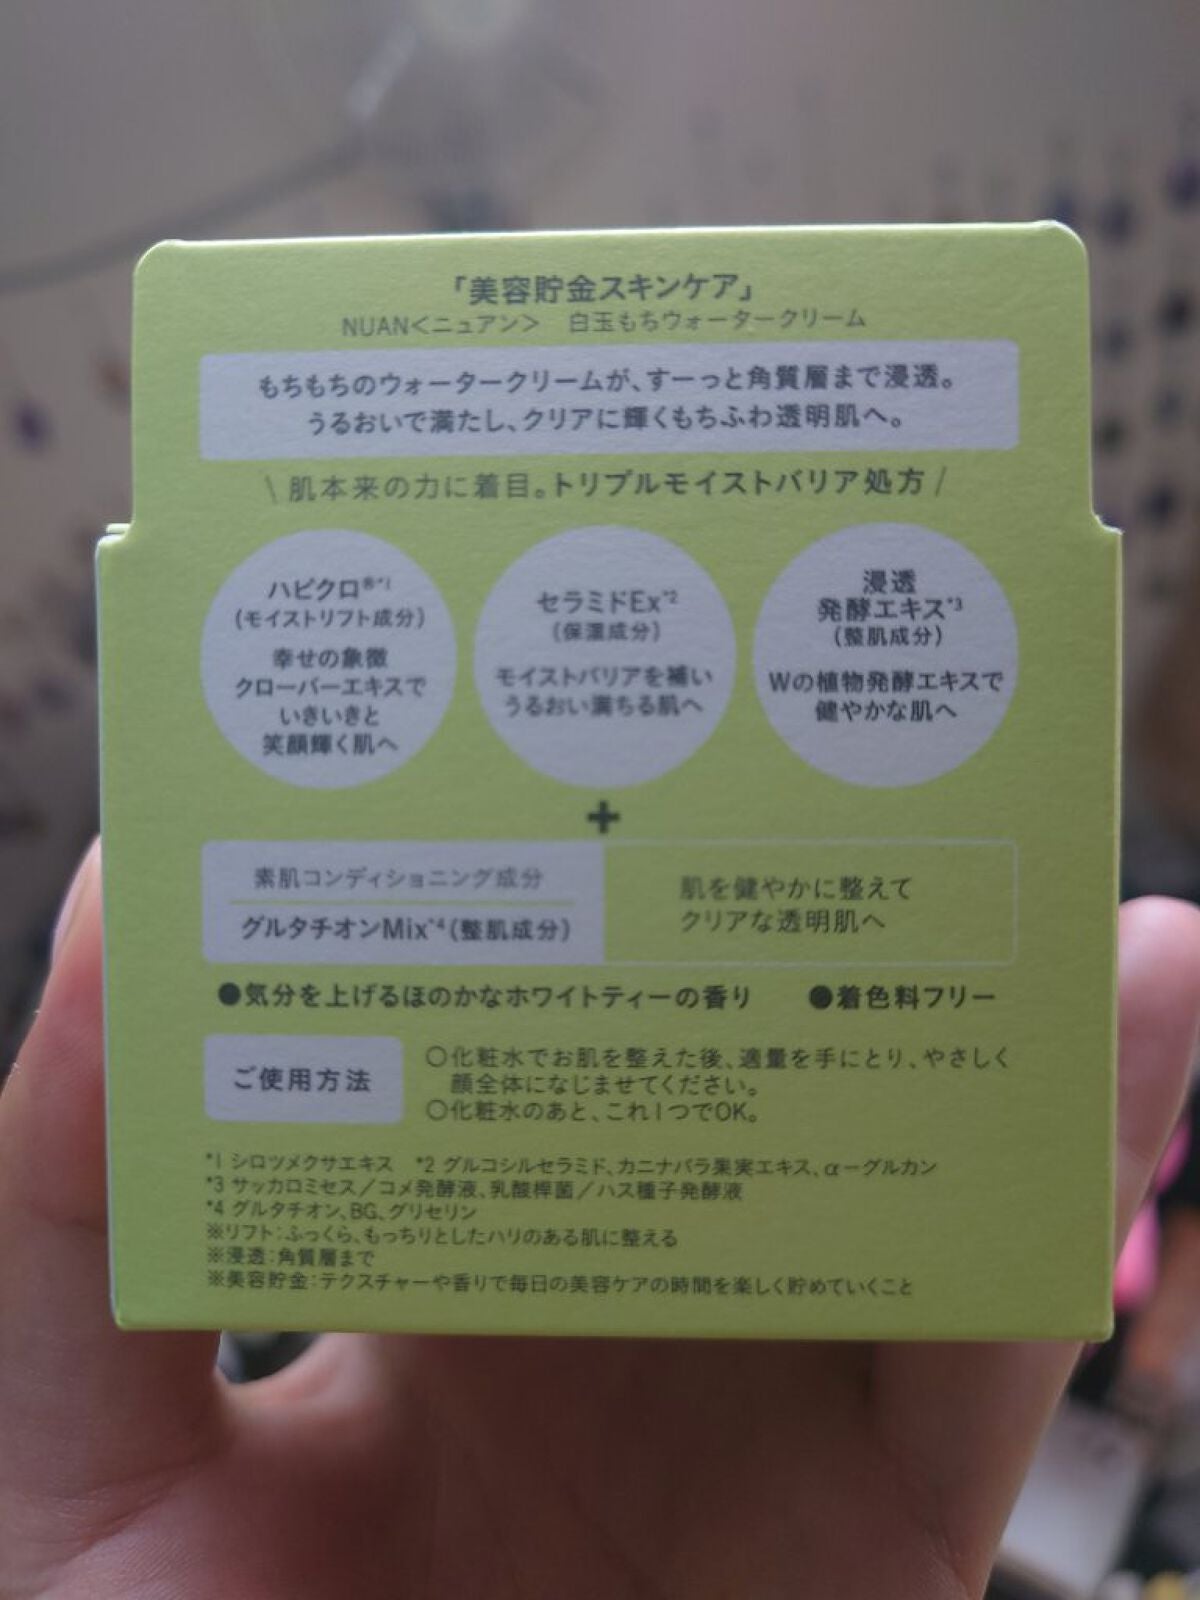 「美容貯金スキンケア」
NUAN<ニュアン> 白玉もちウォータークリーム
もちもちのウォータークリームが、すーっと角質層まで浸透。
うるおいで満たし、クリアに輝くもちふわ透明肌へ。
\ 肌本来の力に着目。トリプルモイストバリア処方 /
ハピクロ®*1
(モイストリフト成分)
幸せの象徴
クローバーエキスで
いきいきと
笑顔輝く肌へ
セラミドEx*2
(保湿成分)
モイストバリアを補い
うるおい満ちる肌へ
浸透
発酵エキス*3
(整肌成分)
Wの植物発酵エキスで
健やかな肌へ
+
素肌コンディショニング成分
グルタチオンMix*4(整肌成分)
肌を健やかに整えて
クリアな透明肌へ
●気分を上げるほのかなホワイトティーの香り ●着色料フリー
ご使用方法
○化粧水でお肌を整えた後、適量を手にとり、やさしく
顔全体になじませてください。
○化粧水のあと、これ1つでOK。
*1 シロツメクサエキス *2 グルコシルセラミド、カニナバラ果実エキス、α-グルカン
*3 サッカロミセス/コメ発酵液、乳酸桿菌/ハス種子発酵液
*4 グルタチオン、BG、グリセリン
※リフト:ふっくら、もっちりとしたハリのある肌に整える
※浸透:角質層まで
※美容貯金:テクスチャーや香りで毎日の美容ケアの時間を楽しく貯めていくこと